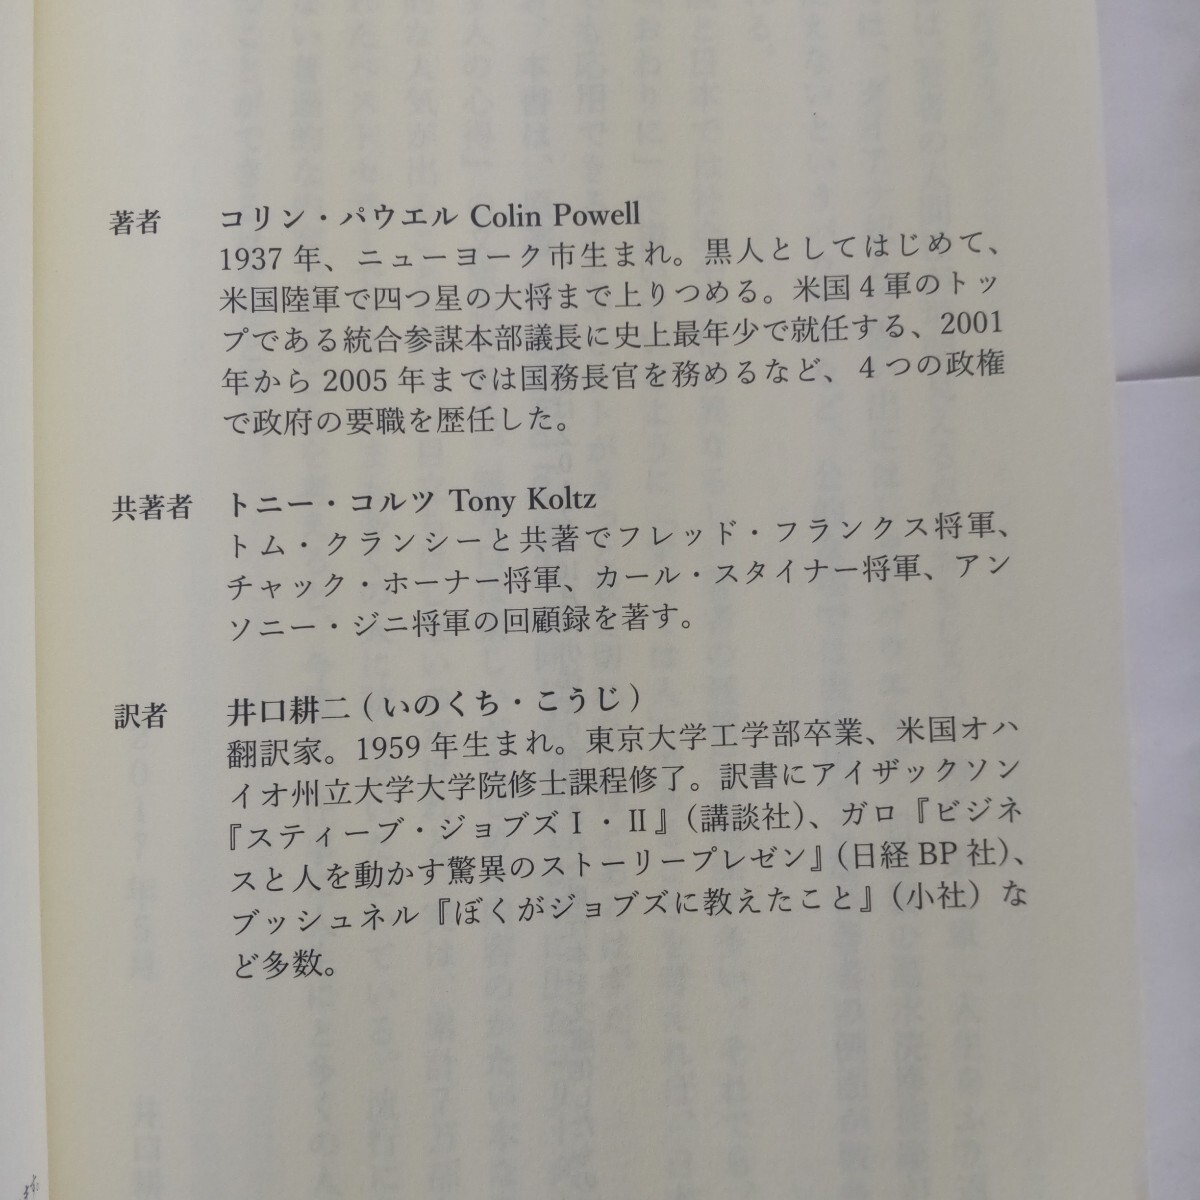 著者 コリン・パウエル Colin Powell
1937年、ニューヨーク市生まれ。黒人としてはじめて、
米国陸軍で四つ星の大将まで上りつめる。米国4軍のトッ
プである統合参謀本部議長に史上最年少で就任する、2001
年から2005年までは国務長官を務めるなど、4つの政権
で政府の要職を歴任した。
共著者 トニー・コルツ Tony Koltz
トム・クランシーと共著でフレッド・フランクス将軍、
チャック・ホーナー将軍、カール・スタイナー将軍、アン
ソニー・ジニ将軍の回顧録を著す。
訳者 井口耕二(いのくち・こうじ)
翻訳家。1959年生まれ。東京大学工学部卒業、米国オハ
イオ州立大学大学院修士課程修了。訳書にアイザックソン
『スティーブ・ジョブズⅠ・Ⅱ』(講談社)、ガロ『ビジネ
スと人を動かす驚異のストーリープレゼン』(日経BP社)、
ブッシュネル『ぼくがジョブズに教えたこと』(小社)な
ど多数。